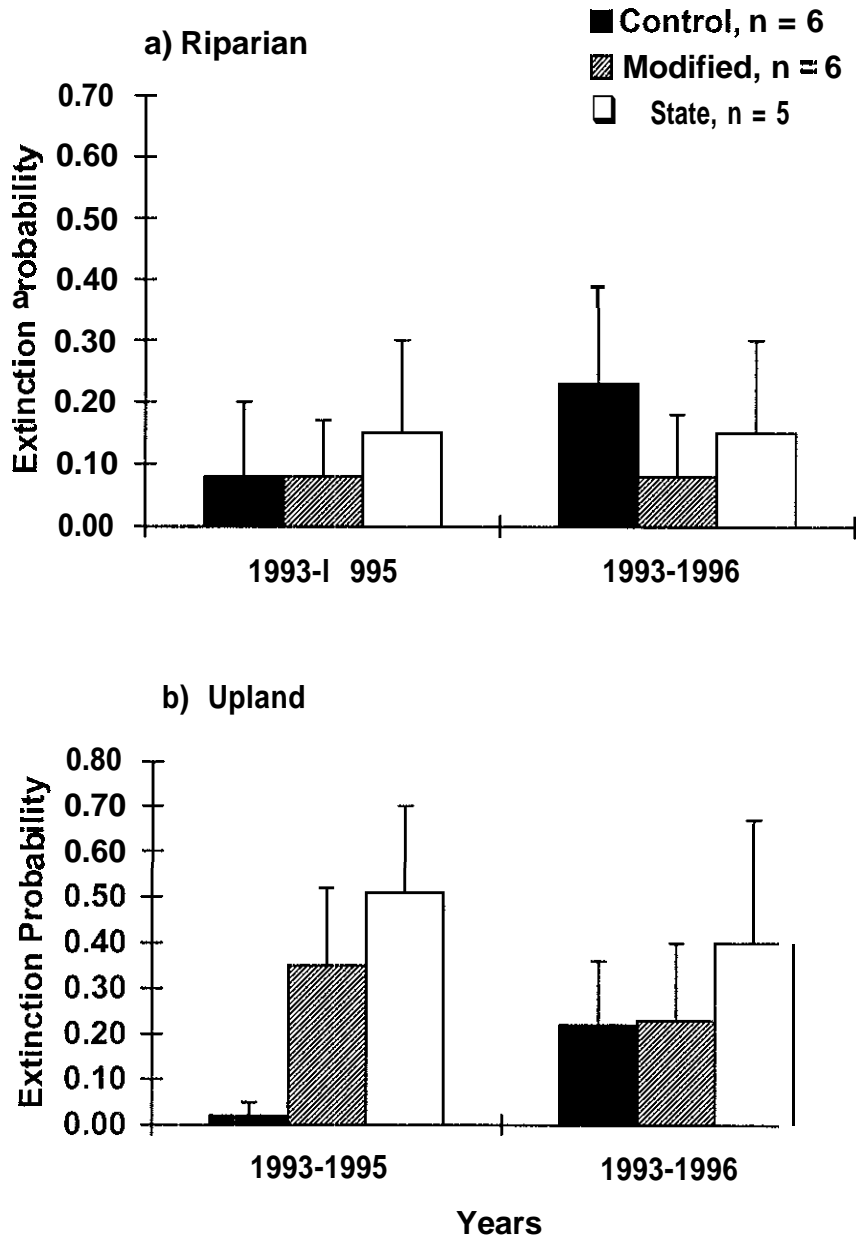 a) Riparian
Control, n = 6
Modified, n = 6
State, n = 5
Extinction Probability
0.70
0.60
0.50
0.40
0.30
0.20
0.10
0.00
1993-I 995
1993-1996
b) Upland
Extinction Probability
0.80
0.70
0.60
0.50
0.40
0.30
0.20
0.10
0.00
1993-1995
1993-1996
Years